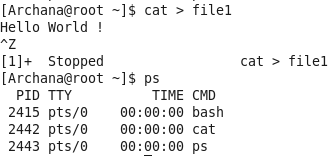 [Archana@root ~]$ cat > file1
Hello World !
^Z
[1]+  Stopped                 cat > file1
[Archana@root ~]$ ps
  PID TTY          TIME CMD
 2415 pts/0    00:00:00 bash
 2442 pts/0    00:00:00 cat
 2443 pts/0    00:00:00 ps